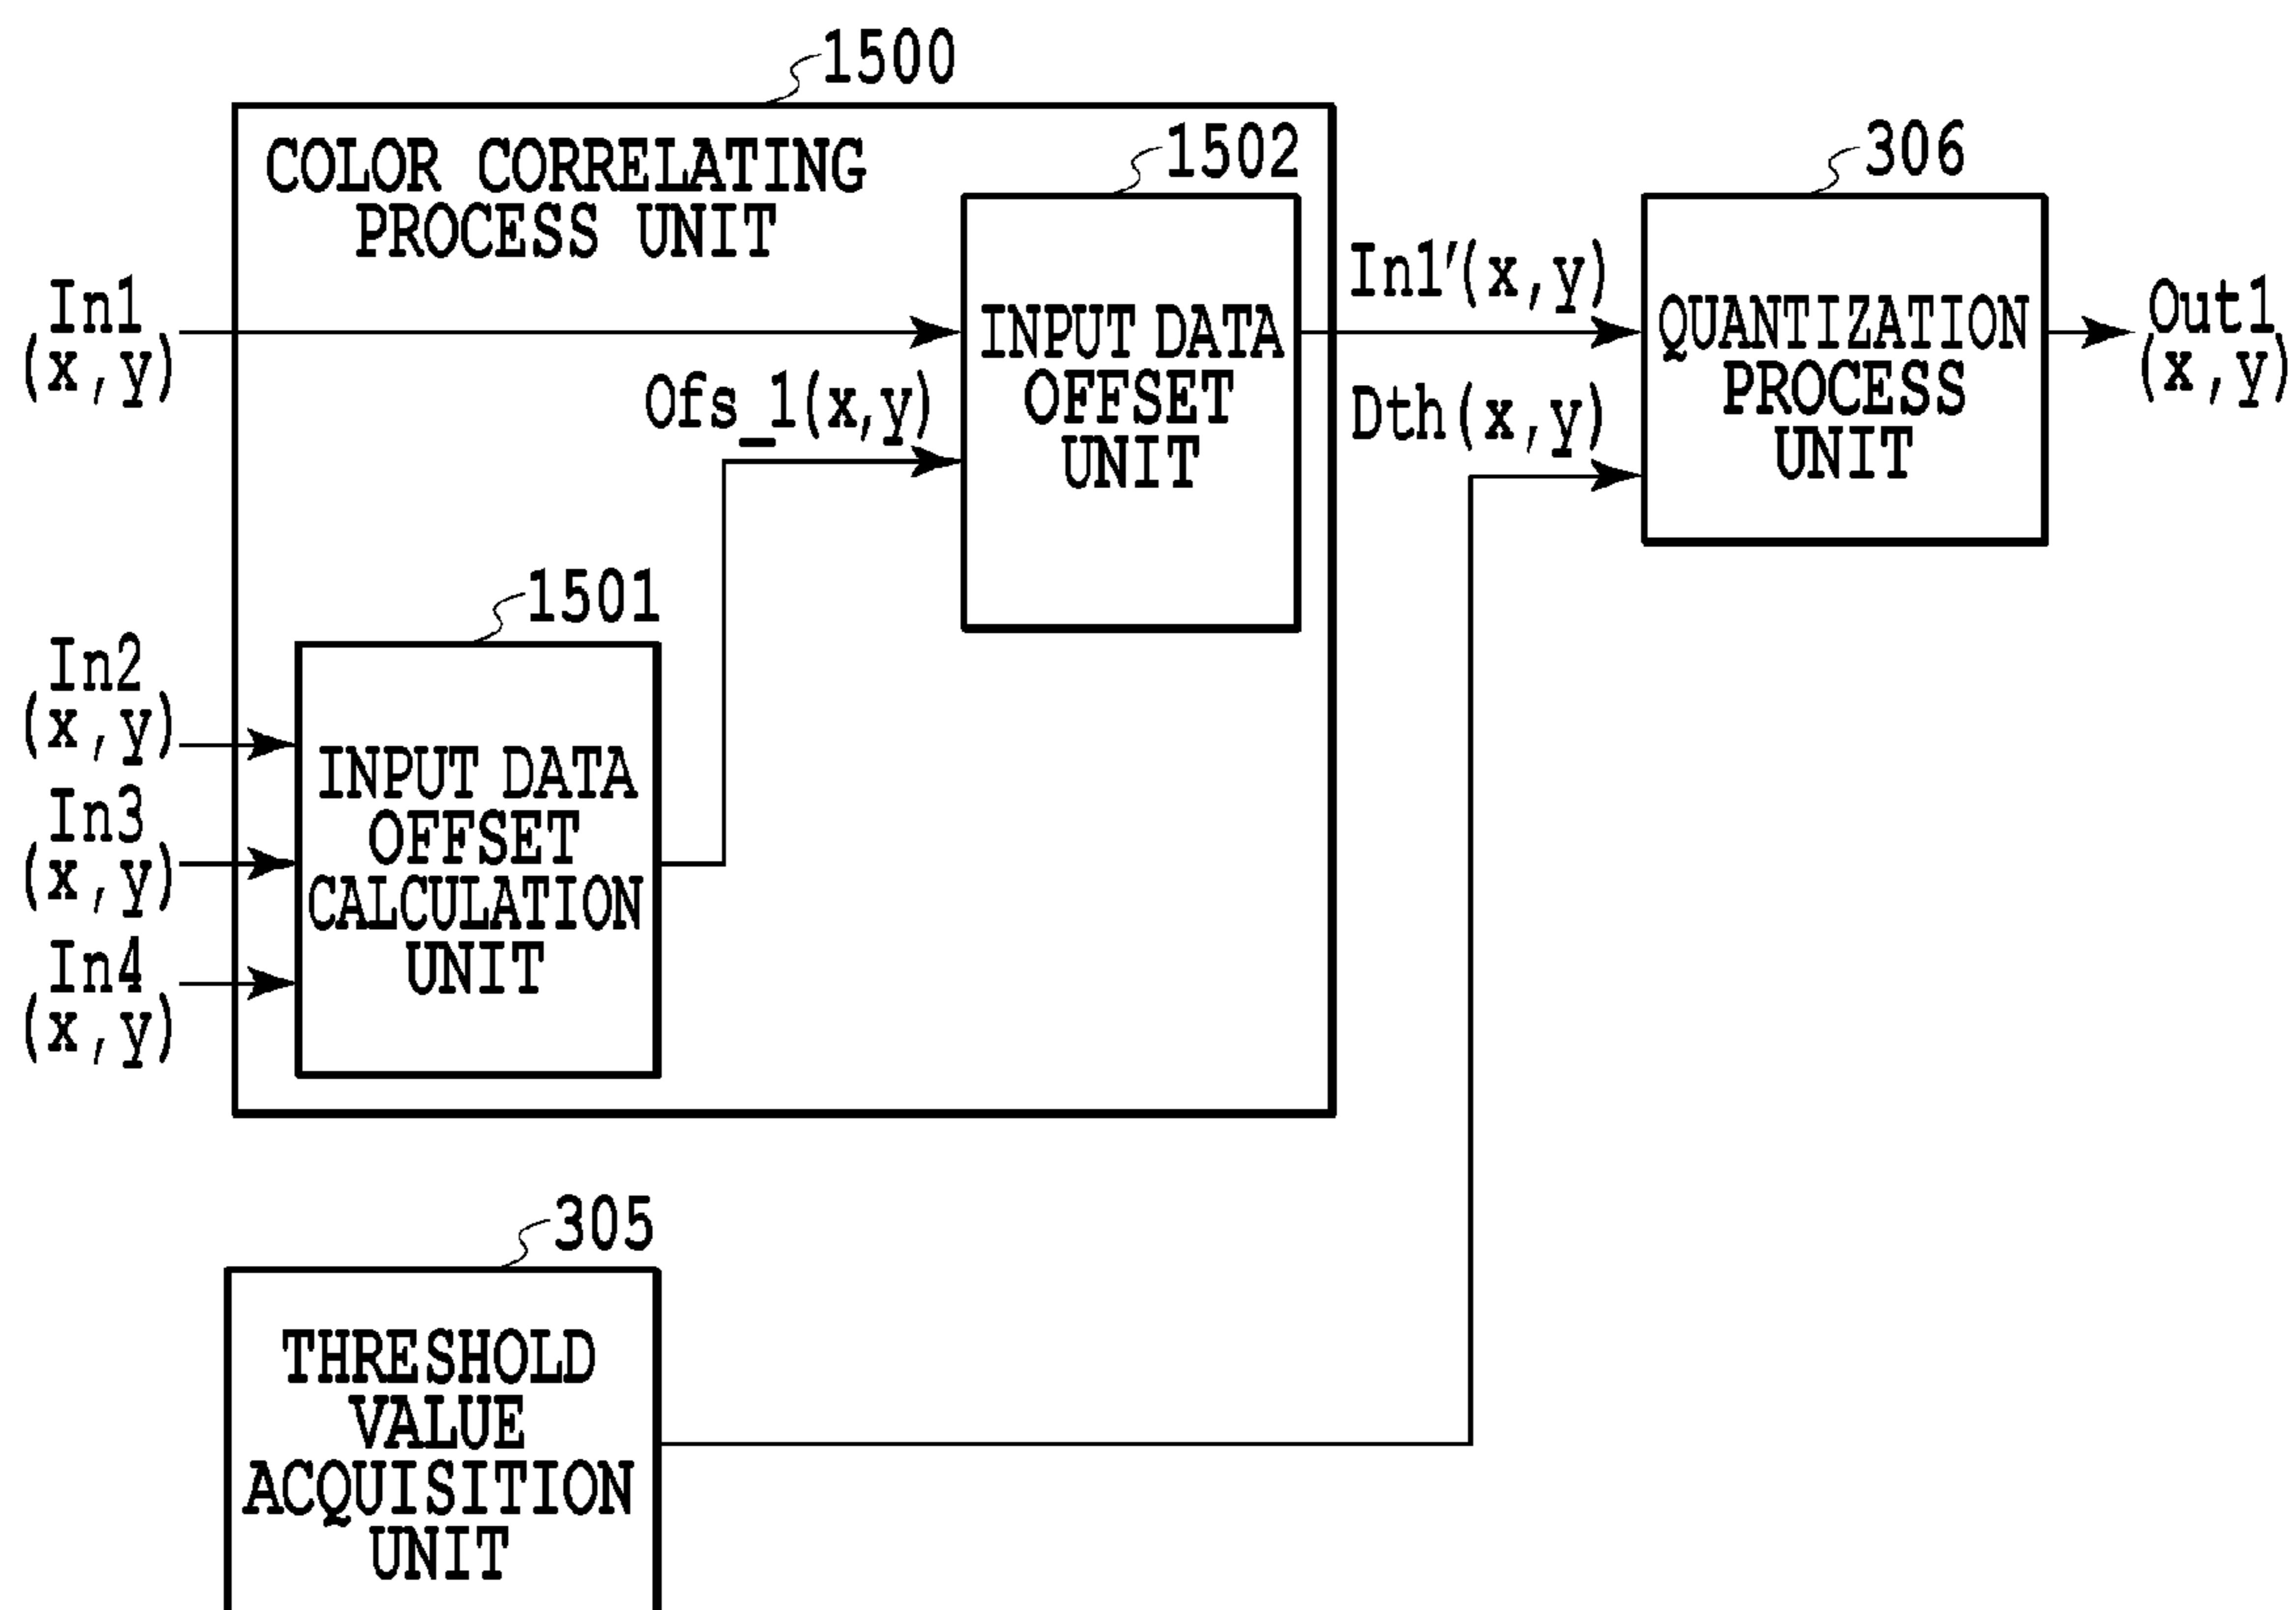 1500
COLOR CORRELATING
PROCESS UNIT
1502
306
In1
(x,y)
INPUT DATA
OFFSET
UNIT
In1'(x,y)
QUANTIZATION
PROCESS
UNIT
Out1
(x,y)
Ofs_1(x,y)
Dth(x,y)
1501
In2
(x,y)
In3
(x,y)
In4
(x,y)
INPUT DATA
OFFSET
CALCULATION
UNIT
305
THRESHOLD
VALUE
ACQUISITION
UNIT